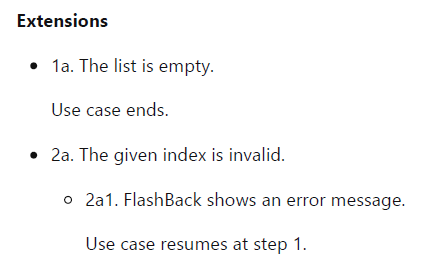 Extensions
1a. The list is empty.
Use case ends.
2a. The given index is invalid.
2a1. FlashBack shows an error message.
Use case resumes at step 1.